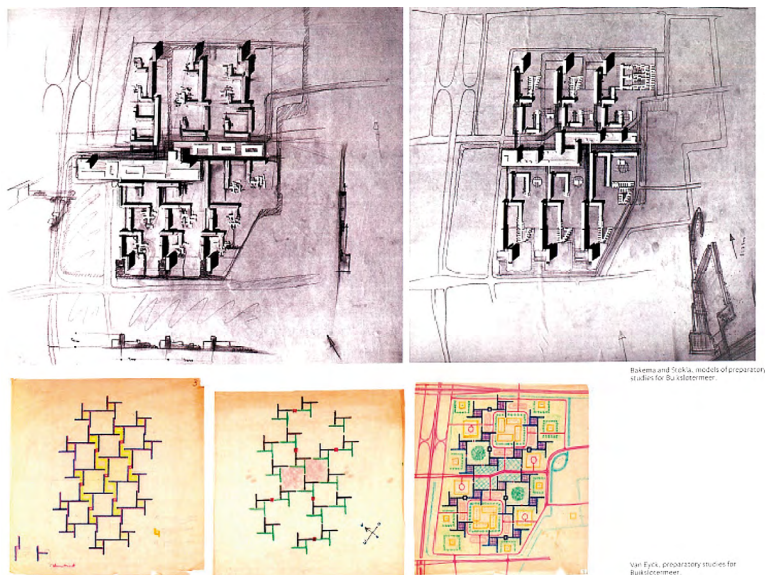 Bakema and Stokla, models of preparatory
studies for Buikslotermeer.
Van Eyck, preparatory studies for
Buikslotermeer.